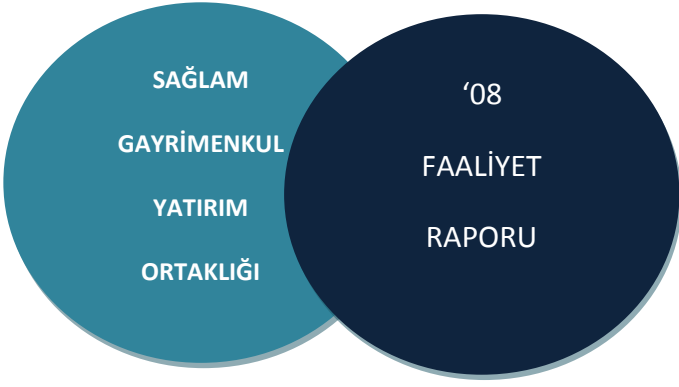 SAĞLAM
GAYRİMENKUL
YATIRIM
ORTAKLIĞI
‘08
FAALİYET
RAPORU